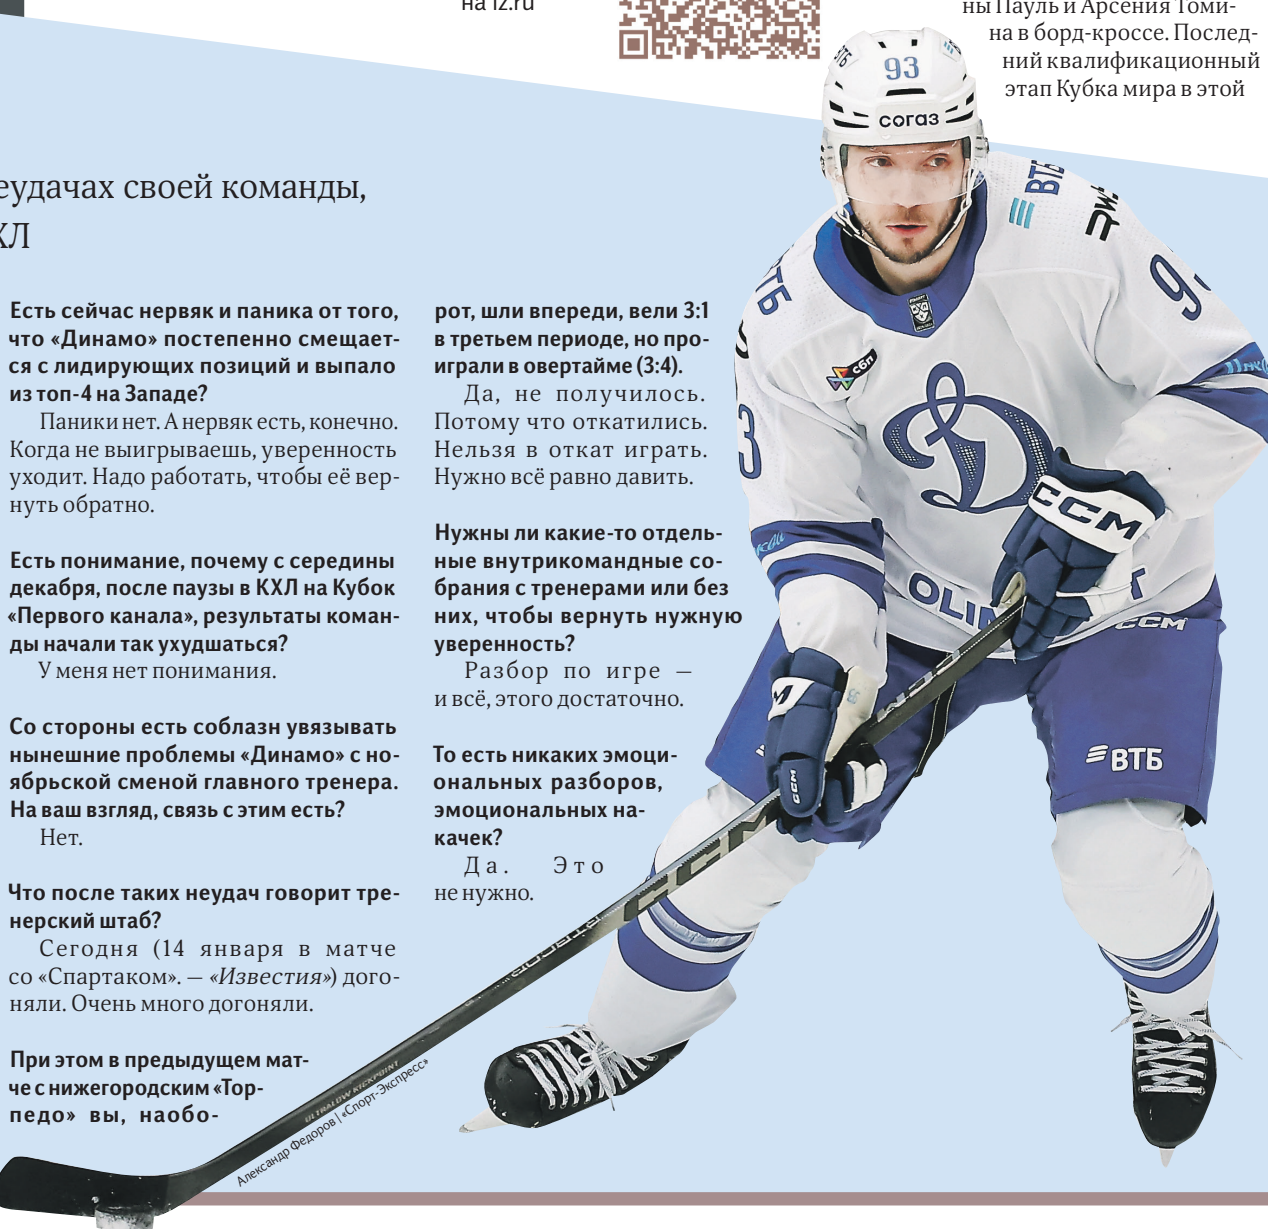 на iz.ru
ны Пауль и Арсения Томи-
на в борд-кроссе. Послед-
ний квалификационный
этап Кубка мира в этой
еудачах своей команды,
ХЛ
Есть сейчас нервяк и паника от того,
что «Динамо» постепенно смещает-
ся с лидирующих позиций и выпало
из топ-4 на Западе?
Паники нет. А нервяк есть, конечно.
Когда не выигрываешь, уверенность
уходит. Надо работать, чтобы её вер-
нуть обратно.
Есть понимание, почему с середины
декабря, после паузы в КХЛ на Кубок
«Первого канала», результаты коман-
ды начали так ухудшаться?
У меня нет понимания.
Со стороны есть соблазн увязывать
нынешние проблемы «Динамо» с но-
ябрьской сменой главного тренера.
На ваш взгляд, связь с этим есть?
Нет.
Что после таких неудач говорит тре-
нерский штаб?
Сегодня (14 января в матче
со «Спартаком». — «Известия») дого-
няли. Очень много догоняли.
При этом в предыдущем мат-
че с нижегородским «Тор-
педо» вы, наобо-
рот, шли впереди, вели 3:1
в третьем периоде, но про-
играли в овертайме (3:4).
Да, не получилось.
Потому что откатились.
Нельзя в откат играть.
Нужно всё равно давить.
Нужны ли какие-то отдель-
ные внутрикомандные со-
брания с тренерами или без
них, чтобы вернуть нужную
уверенность?
Разбор по игре —
и всё, этого достаточно.
То есть никаких эмоци-
ональных разборов,
эмоциональных на-
качек?
Да. Это
не нужно.
Александр Федоров | «Спорт-Экспресс»
ВТБ
93
согаз
ВТБ
ВТБ
сбп
3
CCM
CCM
ВТБ
CCM
CCM
ULTRALOW KICKPOINT